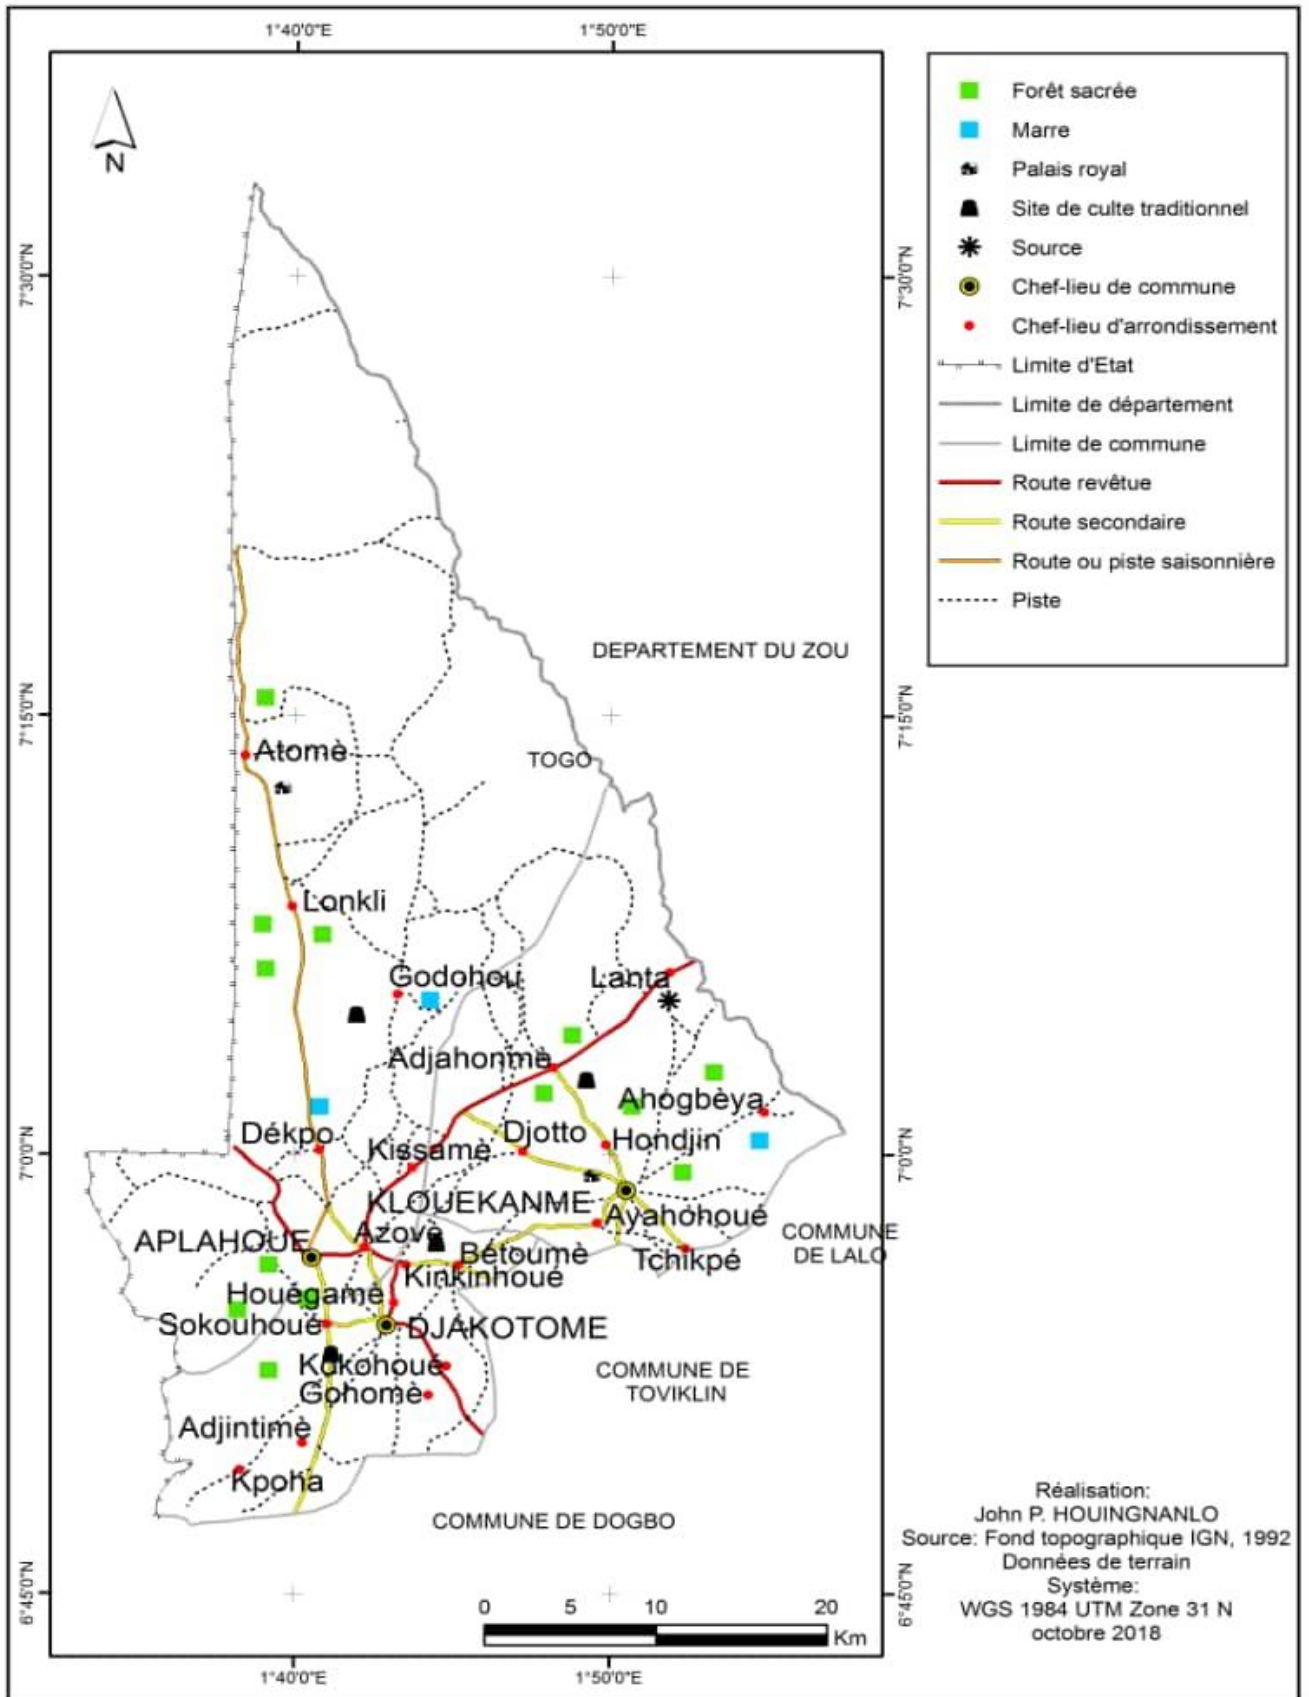 1°40'0"E
1°50'0"E
N
7°30'0"N
7°30'0"N
7°15'0"N
7°15'0"N
7°0'0"N
7°0'0"N
6°45'0"N
6°45'0"N
Forêt sacrée
Marre
Palais royal
Site de culte traditionnel
Source
Chef-lieu de commune
Chef-lieu d'arrondissement
Limite d'Etat
Limite de département
Limite de commune
Route revêtue
Route secondaire
Route ou piste saisonnière
Piste
DEPARTEMENT DU ZOU
TOGO
Atomè
Lonkli
Godohou
Lanta
Adjahonmè
Ahogbèya
Dékpo
Djotto
Hondjin
Kissamè
KLOUEKANME
Ayahohoué
COMMUNE
DE LALO
APLAHOUE
Azovè
Bétoumè
Tchikpé
Kinkinhoué
Houégamè
Sokouhoué
DJAKOTOME
Kokohoué
COMMUNE DE
TOVIKLIN
Gohomè
Adjintimè
Kpoha
COMMUNE DE DOGBO
0 5 10 20
Km
1°40'0"E
1°50'0"E
Réalisation:
John P. HOUINGNANLO
Source: Fond topographique IGN, 1992
Données de terrain
Système:
WGS 1984 UTM Zone 31 N
octobre 2018